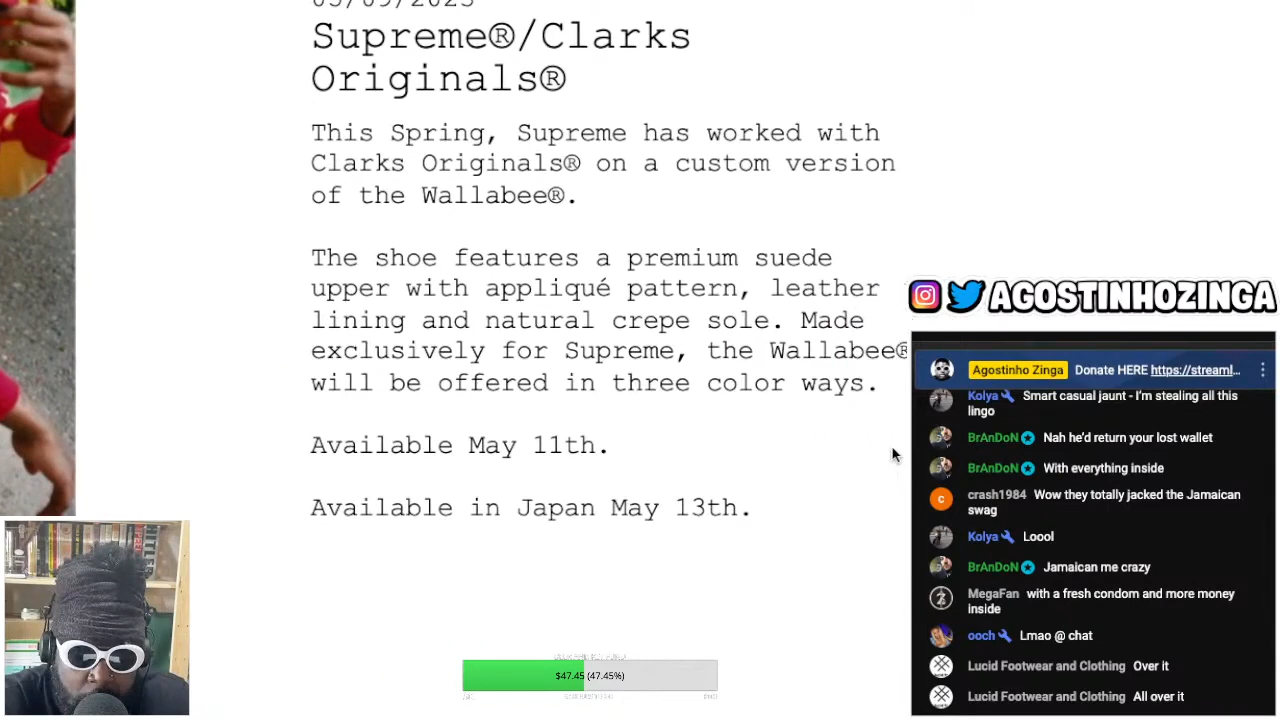 Supreme®/Clarks
Originals®
This Spring, Supreme has worked with
Clarks Originals® on a custom version
of the Wallabee®.
The shoe features a premium suede
upper with appliqué pattern, leather
lining and natural crepe sole. Made
exclusively for Supreme, the Wallabee®
will be offered in three color ways.
Available May 11th.
Available in Japan May 13th.
AGOSTINHOZINGA
Agostinho Zinga Donate HERE https://streaml...
Kolya Smart casual jaunt - I'm stealing all this
lingo
BrAnDoN Nah he'd return your lost wallet
BrAnDoN With everything inside
crash1984 Wow they totally jacked the Jamaican
swag
Kolya Loool
BrAnDoN Jamaican me crazy
MegaFan with a fresh condom and more money
inside
ooch Lmao @ chat
Lucid Footwear and Clothing Over it
Lucid Footwear and Clothing All over it
$47.45 (47.45%)